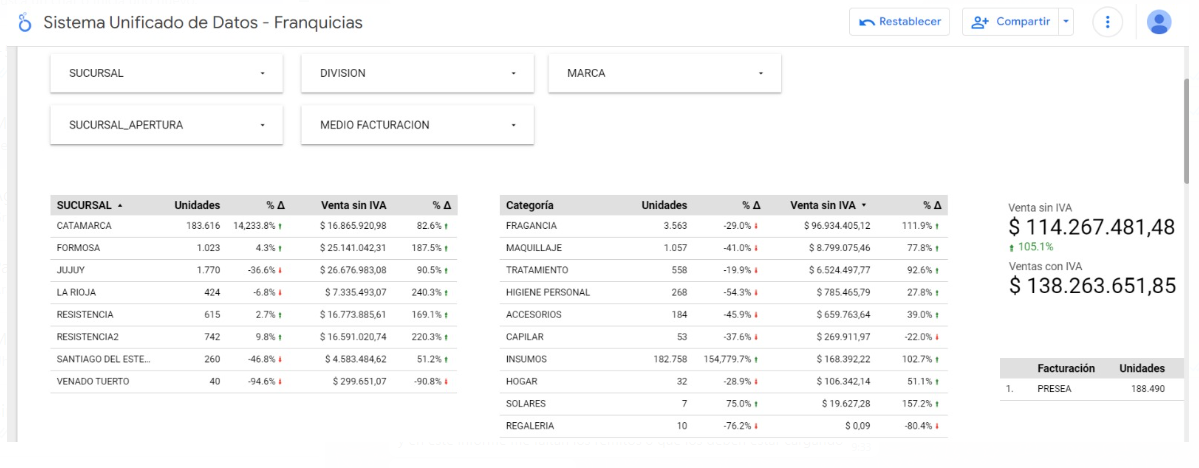 Sistema Unificado de Datos - Franquicias
Restablecer
Compartir
SUCURSAL
DIVISION
MARCA
SUCURSAL_APERTURA
MEDIO FACTURACION
SUCURSAL Unidades % Δ Venta sin IVA % Δ
CATAMARCA 183.616 14,233.8% $ 16.865.920,98 82.6%
FORMOSA 1.023 4.3% $ 25.141.042,31 187.5%
JUJUY 1.770 -36.6% $ 26.676.983,08 90.5%
LA RIOJA 424 -6.8% $ 7.335.493,07 240.3%
RESISTENCIA 615 2.7% $ 16.773.885,61 169.1%
RESISTENCIA2 742 9.8% $ 16.591.020,74 220.3%
SANTIAGO DEL ESTE... 260 -46.8% $ 4.583.484,62 51.2%
VENADO TUERTO 40 -94.6% $ 299.651,07 -90.8%
Categoría Unidades % Δ Venta sin IVA % Δ
FRAGANCIA 3.563 -29.0% $ 96.934.405,12 111.9%
MAQUILLAJE 1.057 -41.0% $ 8.799.075,46 77.8%
TRATAMIENTO 558 -19.9% $ 6.524.497,77 92.6%
HIGIENE PERSONAL 268 -54.3% $ 785.465,79 27.8%
ACCESORIOS 184 -45.9% $ 659.763,64 39.0%
CAPILAR 53 -37.6% $ 269.911,97 -22.0%
INSUMOS 182.758 154,779.7% $ 168.392,22 102.7%
HOGAR 32 -28.9% $ 106.342,14 51.1%
SOLARES 7 75.0% $ 19.627,28 157.2%
REGALERIA 10 -76.2% $ 0,09 -80.4%
Venta sin IVA
$ 114.267.481,48
105.1%
Ventas con IVA
$ 138.263.651,85
Facturación Unidades
1. PRESEA 188.490